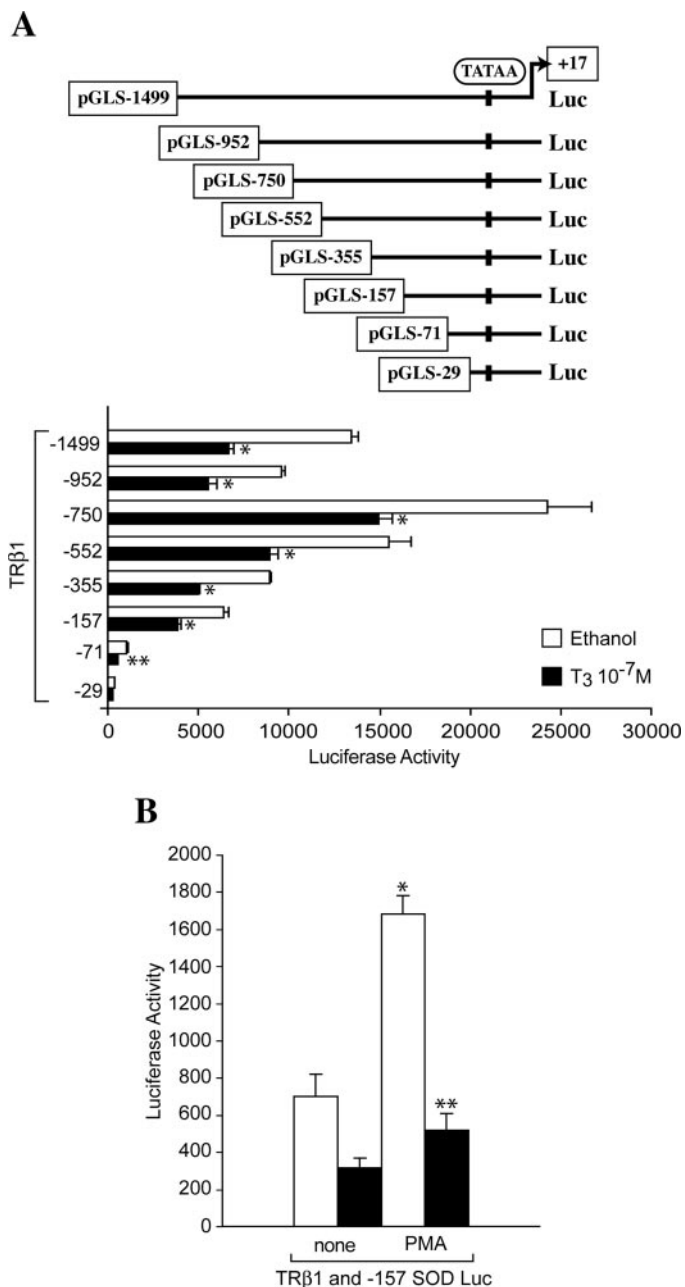 A
TATAA
+17
pGLS-1499 Luc
pGLS-952 Luc
pGLS-750 Luc
pGLS-552 Luc
pGLS-355 Luc
pGLS-157 Luc
pGLS-71 Luc
pGLS-29 Luc
TRβ1
-1499 *
-952 *
-750 *
-552 *
-355 *
-157 *
-71 **
-29
Ethanol
T3 10-7M
0 5000 10000 15000 20000 25000 30000
Luciferase Activity
B
Luciferase Activity
2000
1800
1600
1400
1200
1000
800
600
400
200
0
*
**
none PMA
TRβ1 and -157 SOD Luc